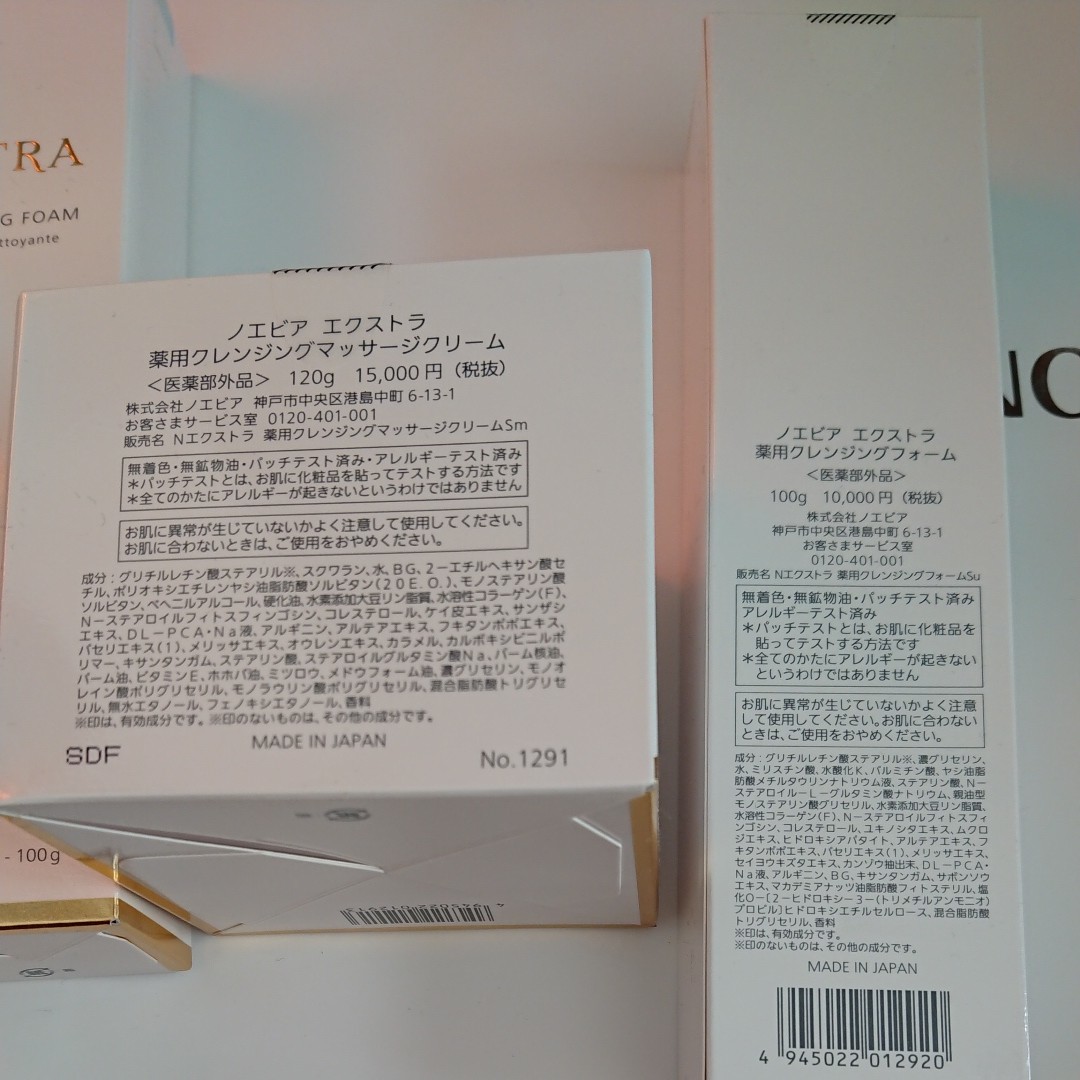 TRA
G FOAM
ttoyante
- 100g
ノエビア エクストラ
薬用クレンジングマッサージクリーム
＜医薬部外品＞ 120g 15,000円（税抜）
株式会社ノエビア 神戸市中央区港島中町6-13-1
お客さまサービス室 0120-401-001
販売名 Nエクストラ 薬用クレンジングマッサージクリームSm
無着色・無鉱物油・パッチテスト済み・アレルギーテスト済み
＊パッチテストとは、お肌に化粧品を貼ってテストする方法です
＊全てのかたにアレルギーが起きないというわけではありません
お肌に異常が生じていないかよく注意して使用してください。
お肌に合わないときは、ご使用をおやめください。
成分：グリチルレチン酸ステアリル※、スクワラン、水、BG、2－エチルヘキサン酸セ
チル、ポリオキシエチレンヤシ油脂肪酸ソルビタン(20E.O.)、モノステアリン酸
ソルビタン、ベヘニルアルコール、硬化油、水素添加大豆リン脂質、水溶性コラーゲン(F)、
N－ステアロイルフィトスフィンゴシン、コレステロール、ケイ皮エキス、サンザシ
エキス、DL－PCA・Na液、アルギニン、アルテアエキス、フキタンポポエキス、
パセリエキス(1)、メリッサエキス、オウレンエキス、カラメル、カルボキシビニルポ
リマー、キサンタンガム、ステアリン酸、ステアロイルグルタミン酸Na、パーム核油、
パーム油、ビタミンE、ホホバ油、ミツロウ、メドウフォーム油、濃グリセリン、モノオ
レイン酸ポリグリセリル、モノラウリン酸ポリグリセリル、混合脂肪酸トリグリセ
リル、無水エタノール、フェノキシエタノール、香料
※印は、有効成分です。※印のないものは、その他の成分です。
MADE IN JAPAN
SDF
No.1291
NO
ノエビア エクストラ
薬用クレンジングフォーム
＜医薬部外品＞
100g 10,000円（税抜）
株式会社ノエビア
神戸市中央区港島中町6-13-1
お客さまサービス室
0120-401-001
販売名 Nエクストラ 薬用クレンジングフォームSu
無着色・無鉱物油・パッチテスト済み
アレルギーテスト済み
＊パッチテストとは、お肌に化粧品を
貼ってテストする方法です
＊全てのかたにアレルギーが起きない
というわけではありません
お肌に異常が生じていないかよく注意
して使用してください。お肌に合わない
ときは、ご使用をおやめください。
成分：グリチルレチン酸ステアリル※、濃グリセリン、
水、ミリスチン酸、水酸化K、パルミチン酸、ヤシ油脂
肪酸メチルタウリンナトリウム液、ステアリン酸、N－
ステアロイル－L－グルタミン酸ナトリウム、親油型
モノステアリン酸グリセリル、水素添加大豆リン脂質、
水溶性コラーゲン(F)、N－ステアロイルフィトスフィ
ンゴシン、コレステロール、ユキノシタエキス、ムクロ
ジエキス、ヒドロキシアパタイト、アルテアエキス、フ
キタンポポエキス、パセリエキス(1)、メリッサエキス、
セイヨウキズタエキス、カンゾウ抽出末、DL－PCA・
Na液、アルギニン、BG、キサンタンガム、サボンソウ
エキス、マカデミアナッツ油脂肪酸フィトステリル、塩
化O－[2－ヒドロキシ－3－(トリメチルアンモニオ)
プロピル]ヒドロキシエチルセルロース、混合脂肪酸
トリグリセリル、香料
※印は、有効成分です。
※印のないものは、その他の成分です。
MADE IN JAPAN
4 945022 012920